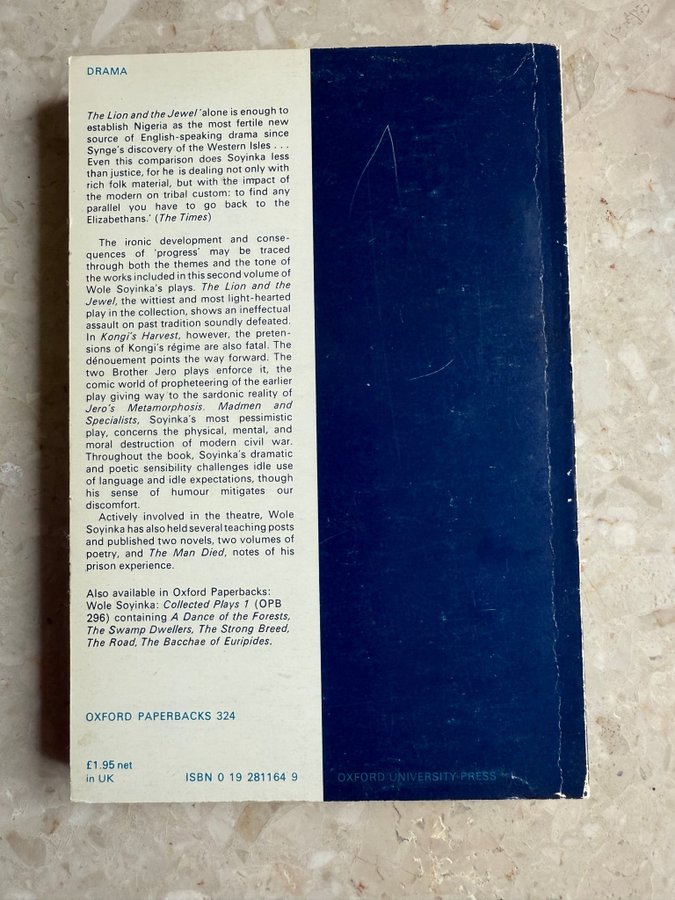 DRAMA
The Lion and the Jewel 'alone is enough to
establish Nigeria as the most fertile new
source of English-speaking drama since
Synge's discovery of the Western Isles . . .
Even this comparison does Soyinka less
than justice, for he is dealing not only with
rich folk material, but with the impact of
the modern on tribal custom: to find any
parallel you have to go back to the
Elizabethans.' (The Times)
The ironic development and conse-
quences of 'progress' may be traced
through both the themes and the tone of
the works included in this second volume of
Wole Soyinka's plays. The Lion and the
Jewel, the wittiest and most light-hearted
play in the collection, shows an ineffectual
assault on past tradition soundly defeated.
In Kongi's Harvest, however, the preten-
sions of Kongi's régime are also fatal. The
dénouement points the way forward. The
two Brother Jero plays enforce it, the
comic world of propheteering of the earlier
play giving way to the sardonic reality of
Jero's Metamorphosis. Madmen and
Specialists, Soyinka's most pessimistic
play, concerns the physical, mental, and
moral destruction of modern civil war.
Throughout the book, Soyinka's dramatic
and poetic sensibility challenges idle use
of language and idle expectations, though
his sense of humour mitigates our
discomfort.
Actively involved in the theatre, Wole
Soyinka has also held several teaching posts
and published two novels, two volumes of
poetry, and The Man Died, notes of his
prison experience.
Also available in Oxford Paperbacks:
Wole Soyinka: Collected Plays 1 (OPB
296) containing A Dance of the Forests,
The Swamp Dwellers, The Strong Breed,
The Road, The Bacchae of Euripides.
OXFORD PAPERBACKS 324
£1.95 net
in UK
ISBN 0 19 281164 9
OXFORD UNIVERSITY PRESS